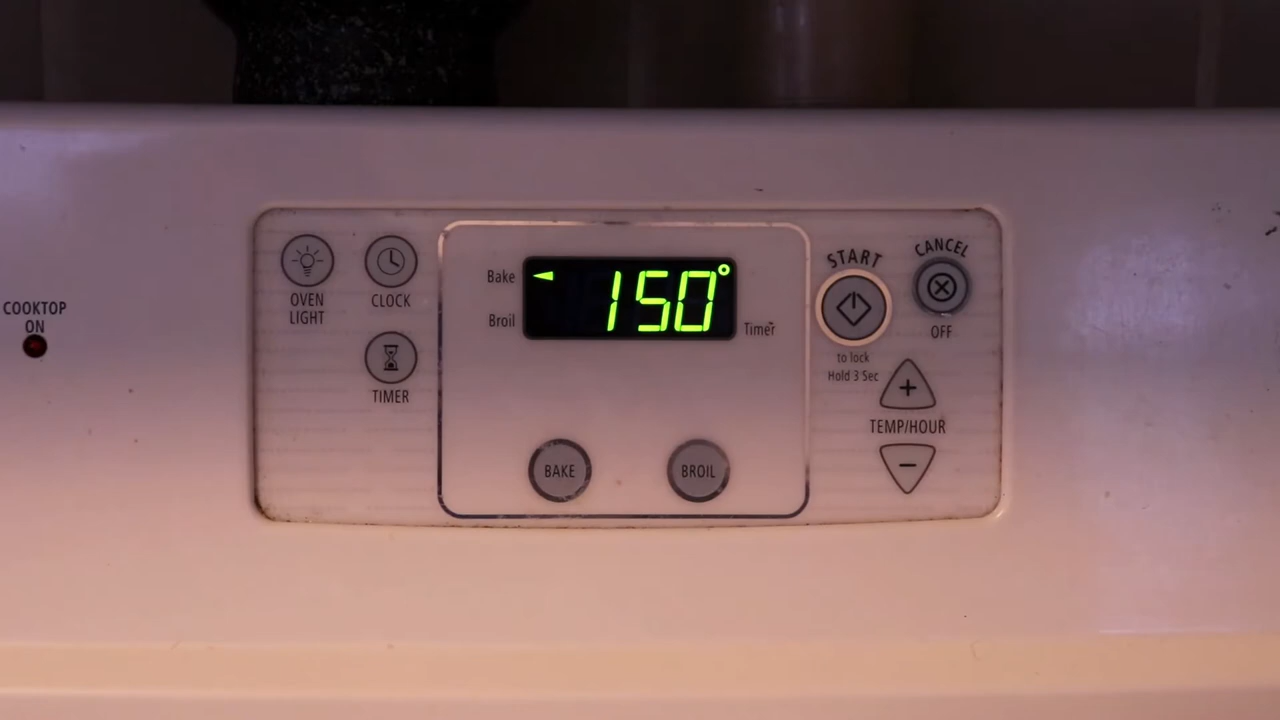 COOKTOP
ON
OVEN
LIGHT
CLOCK
TIMER
Bake
150°
Broil
Timer
BAKE
BROIL
START
to lock
Hold 3 Sec
CANCEL
OFF
+
TEMP/HOUR
−